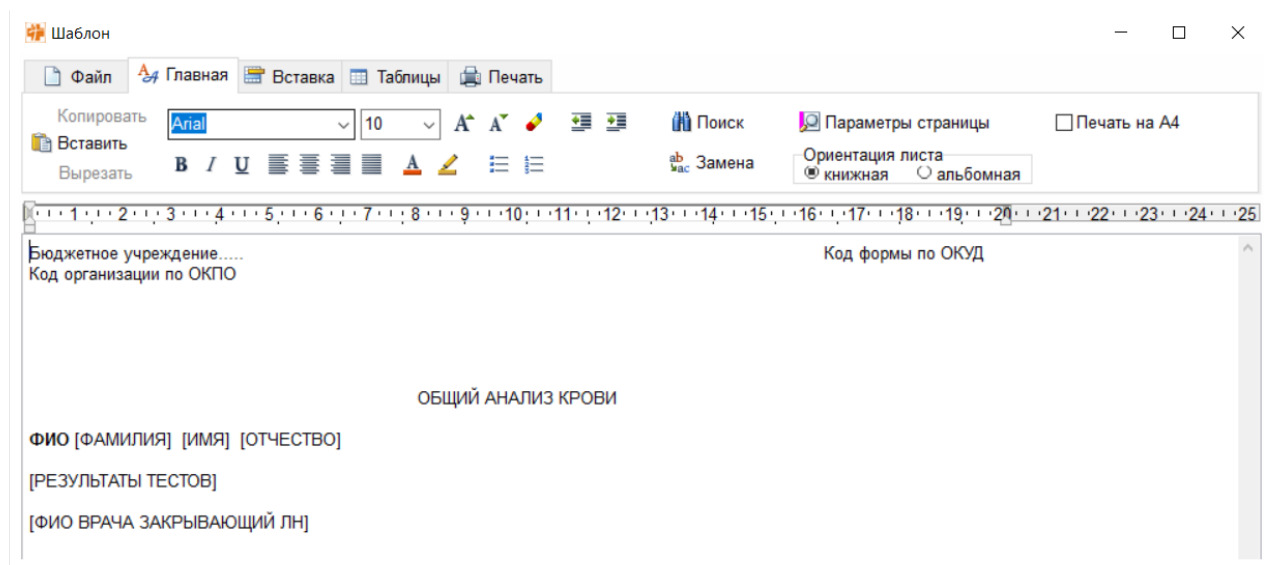 Шаблон
Файл Главная Вставка Таблицы Печать
Копировать
Вставить
Вырезать
Arial 10
B I U
Поиск
Замена
Параметры страницы
Ориентация листа
книжная альбомная
Печать на А4
1 2 3 4 5 6 7 8 9 10 11 12 13 14 15 16 17 18 19 20 21 22 23 24 25
Бюджетное учреждение..... Код формы по ОКУД
Код организации по ОКПО
ОБЩИЙ АНАЛИЗ КРОВИ
ФИО [ФАМИЛИЯ] [ИМЯ] [ОТЧЕСТВО]
[РЕЗУЛЬТАТЫ ТЕСТОВ]
[ФИО ВРАЧА ЗАКРЫВАЮЩИЙ ЛН]